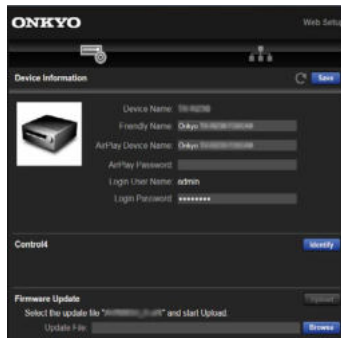 ONKYO
Web Setup
Device Information
Save
Device Name:
Friendly Name: Onkyo
AirPlay Device Name: Onkyo
AirPlay Password:
Login User Name: admin
Login Password: ••••••••
Control4
Identify
Firmware Update
Upload
Select the update file " " and start Upload.
Update File:
Browse